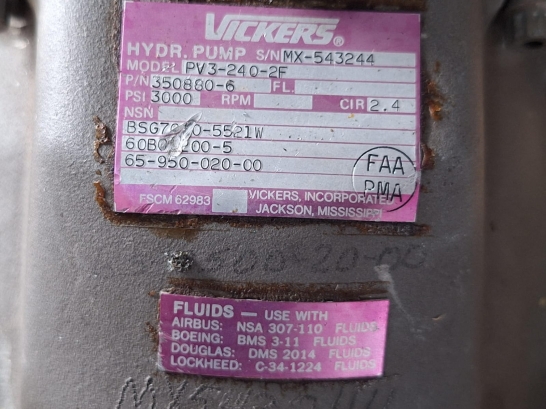 VICKERS®
HYDR. PUMP S/N MX-543244
MODEL PV3-240-2F
P/N 350880-6 FL.
PSI 3000 RPM CIR 2.4
NSN
65-950-020-00
FAA
PMA
FSCM 62983 VICKERS, INCORPORATED
JACKSON, MISSISSIPPI
FLUIDS — USE WITH
AIRBUS: NSA 307-110 FLUIDS
BOEING: BMS 3-11 FLUIDS
DOUGLAS: DMS 2014 FLUIDS
LOCKHEED: C-34-1224 FLUIDS